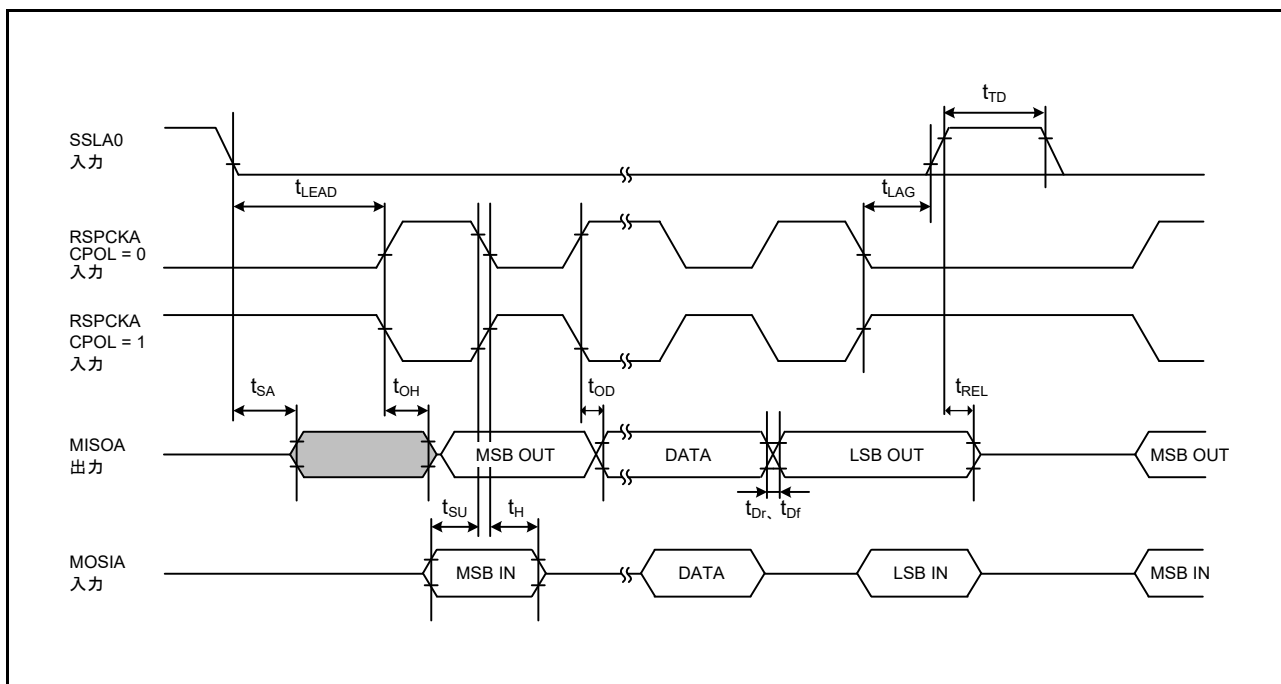 tTD
SSLA0
入力
tLEAD
tLAG
RSPCKA
CPOL = 0
入力
RSPCKA
CPOL = 1
入力
tSA
tOH
tOD
tREL
MISOA
出力
MSB OUT
DATA
LSB OUT
MSB OUT
tSU
tH
tDr、tDf
MOSIA
入力
MSB IN
DATA
LSB IN
MSB IN